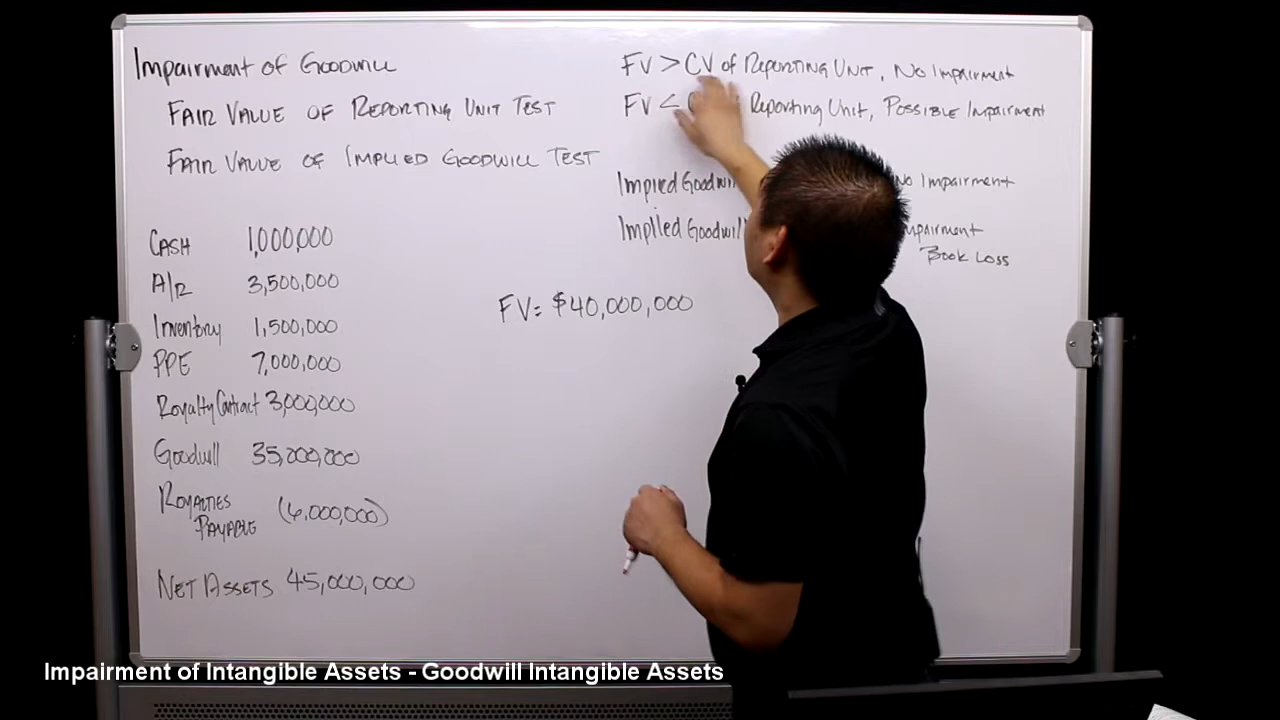 Impairment of Goodwill
Fair Value of Reporting Unit Test
Fair Value of Implied Goodwill Test
Cash 1,000,000
A/R 3,500,000
Inventory 1,500,000
PPE 7,000,000
Royalty Contract 3,000,000
Goodwill 35,000,000
Royalties
Payable (6,000,000)
Net Assets 45,000,000
FV > CV of Reporting Unit, No Impairment
FV < Reporting Unit, Possible Impairment
Implied Goodwill No Impairment
Implied Goodwill mpairment
Book Loss
FV = $40,000,000
Impairment of Intangible Assets - Goodwill Intangible Assets